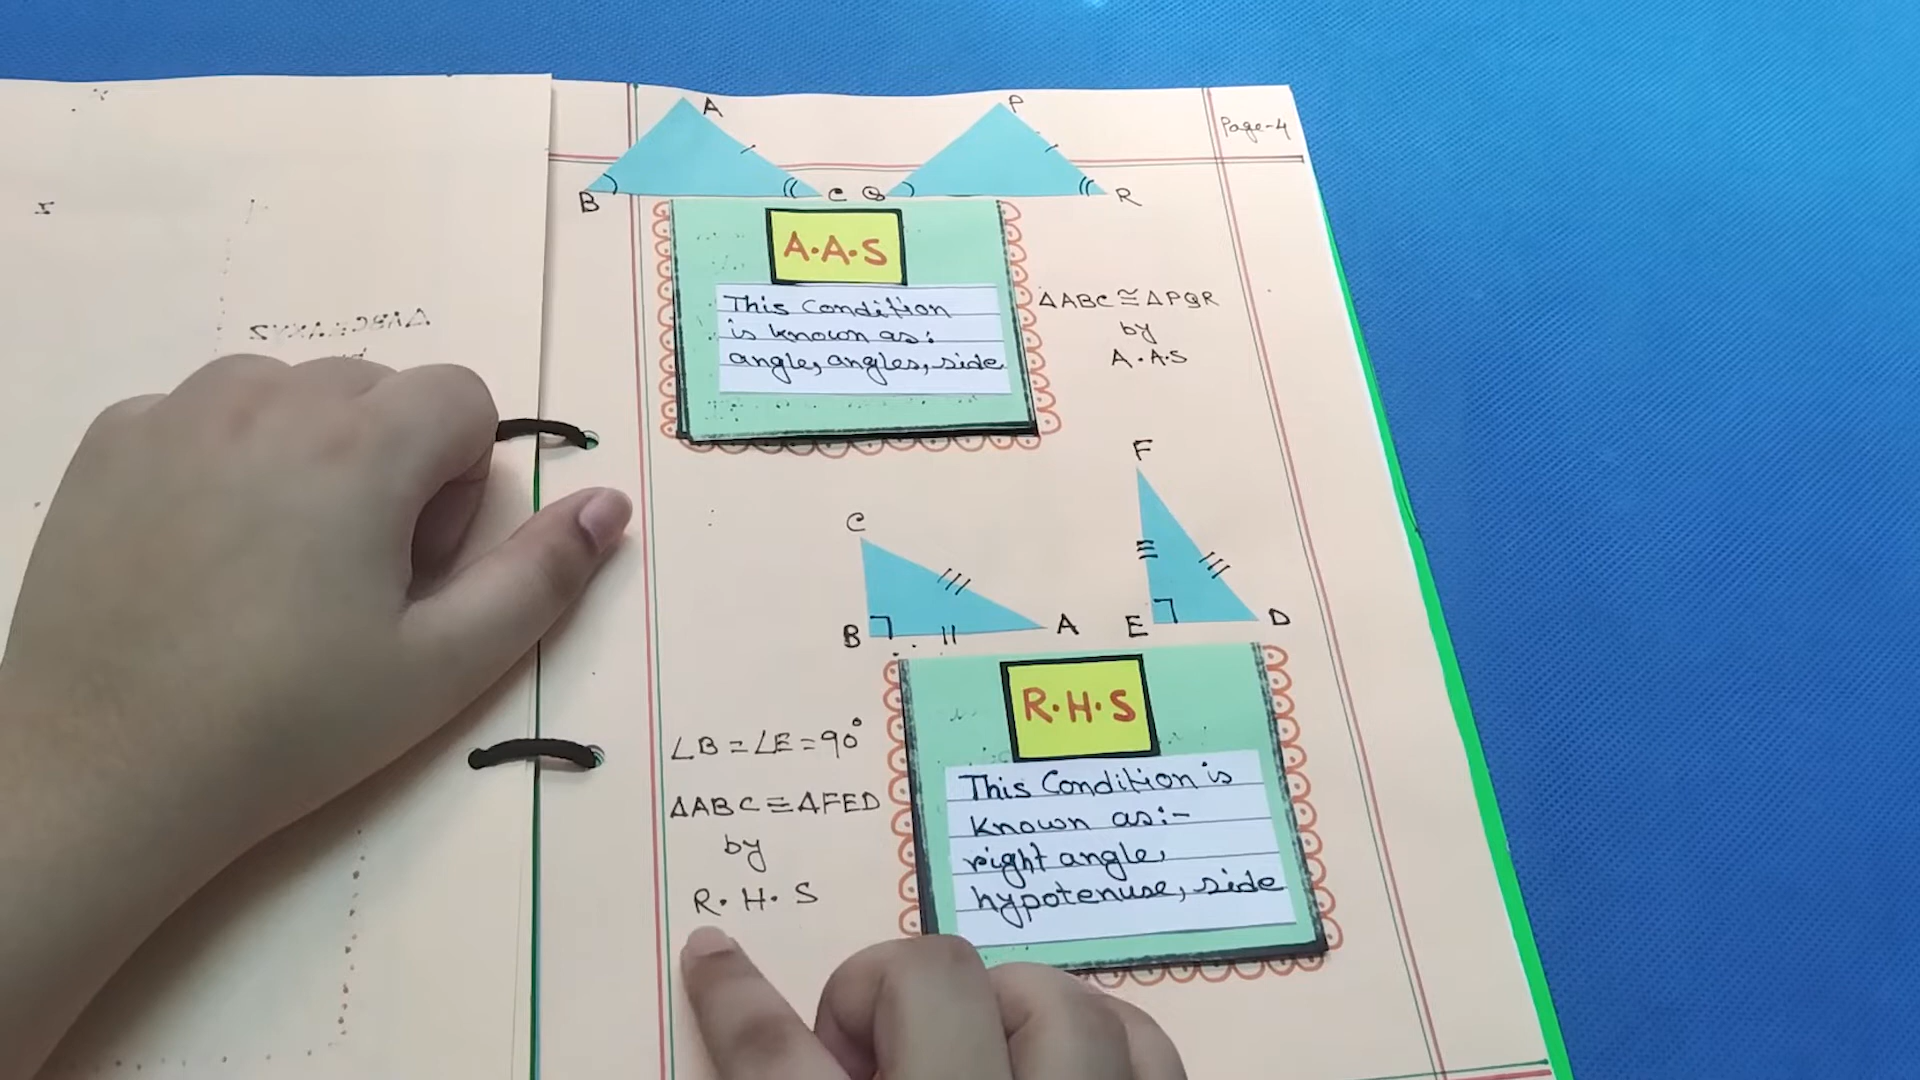 Page-4
A
P
B
C
Q
R
A.A.S
This Condition
is known as:
angle, angles, side
ΔABC ≅ ΔPQR
by
A.A.S
F
C
B
A
E
D
R.H.S
This Condition is
known as:-
right angle,
hypotenuse, side
∠B = ∠E = 90°
ΔABC ≅ ΔFED
by
R.H.S